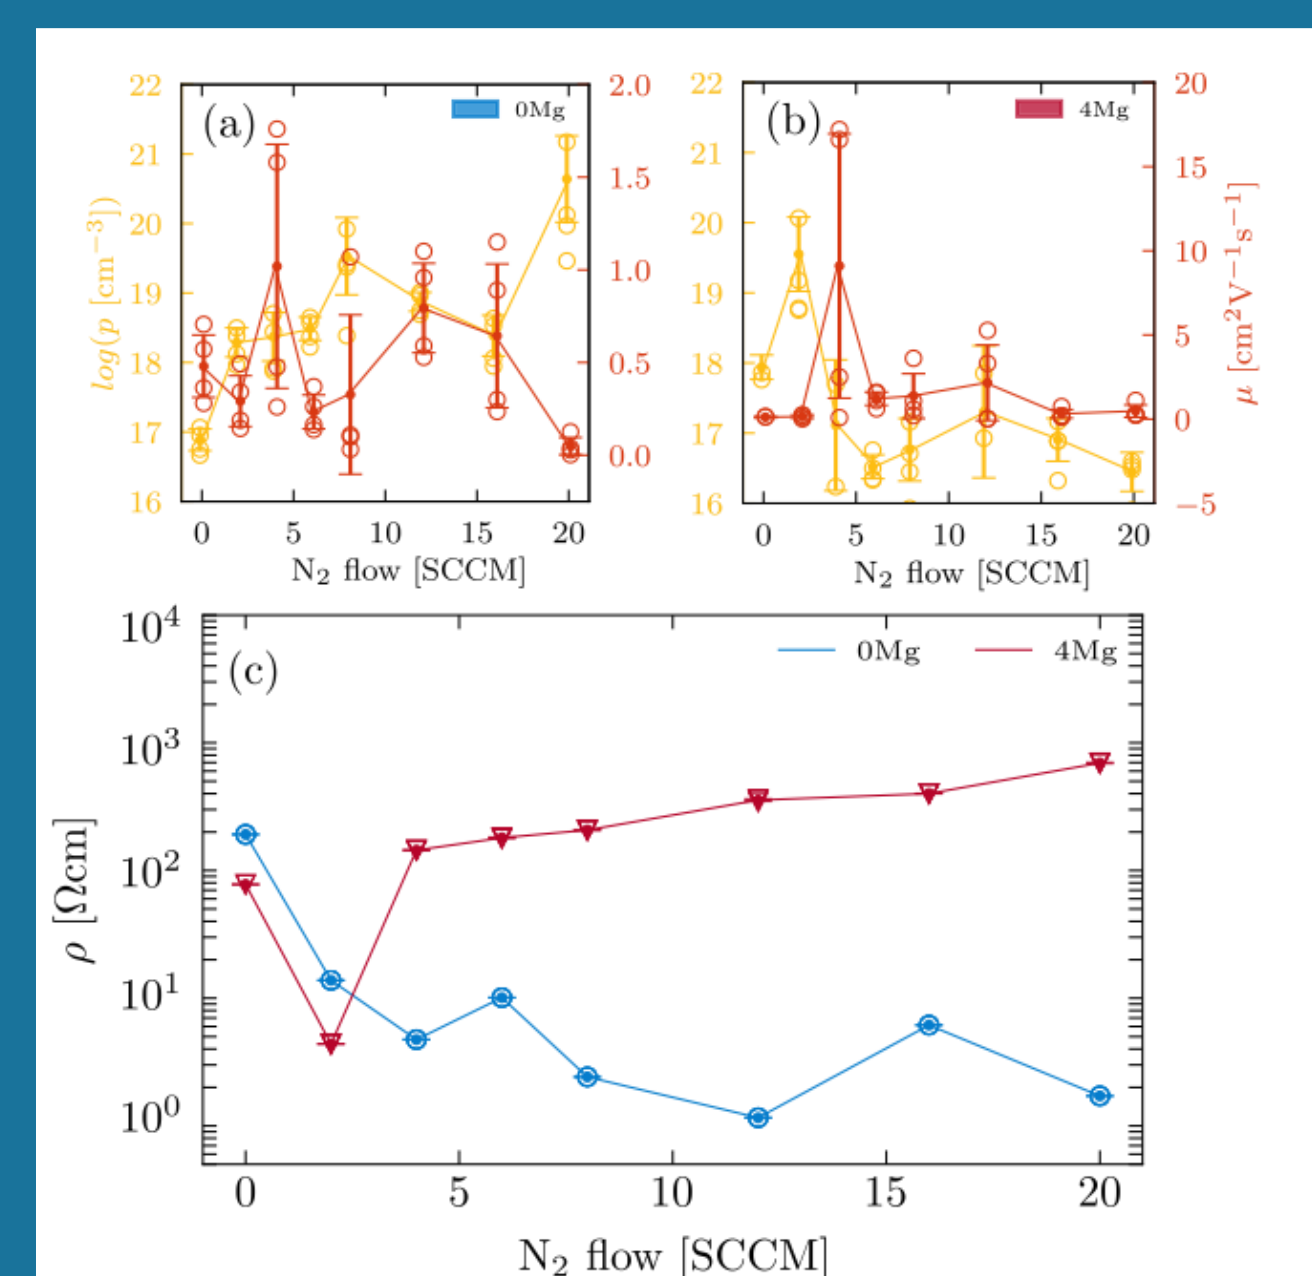 (a)
0Mg
22
21
20
19
18
17
16
log(p [cm⁻³])
2.0
1.5
1.0
0.5
0.0
0 5 10 15 20
N₂ flow [SCCM]
(b)
4Mg
22
21
20
19
18
17
16
20
15
10
5
0
−5
μ [cm²V⁻¹s⁻¹]
0 5 10 15 20
N₂ flow [SCCM]
(c)
0Mg 4Mg
10⁴
10³
10²
10¹
10⁰
ρ [Ωcm]
0 5 10 15 20
N₂ flow [SCCM]